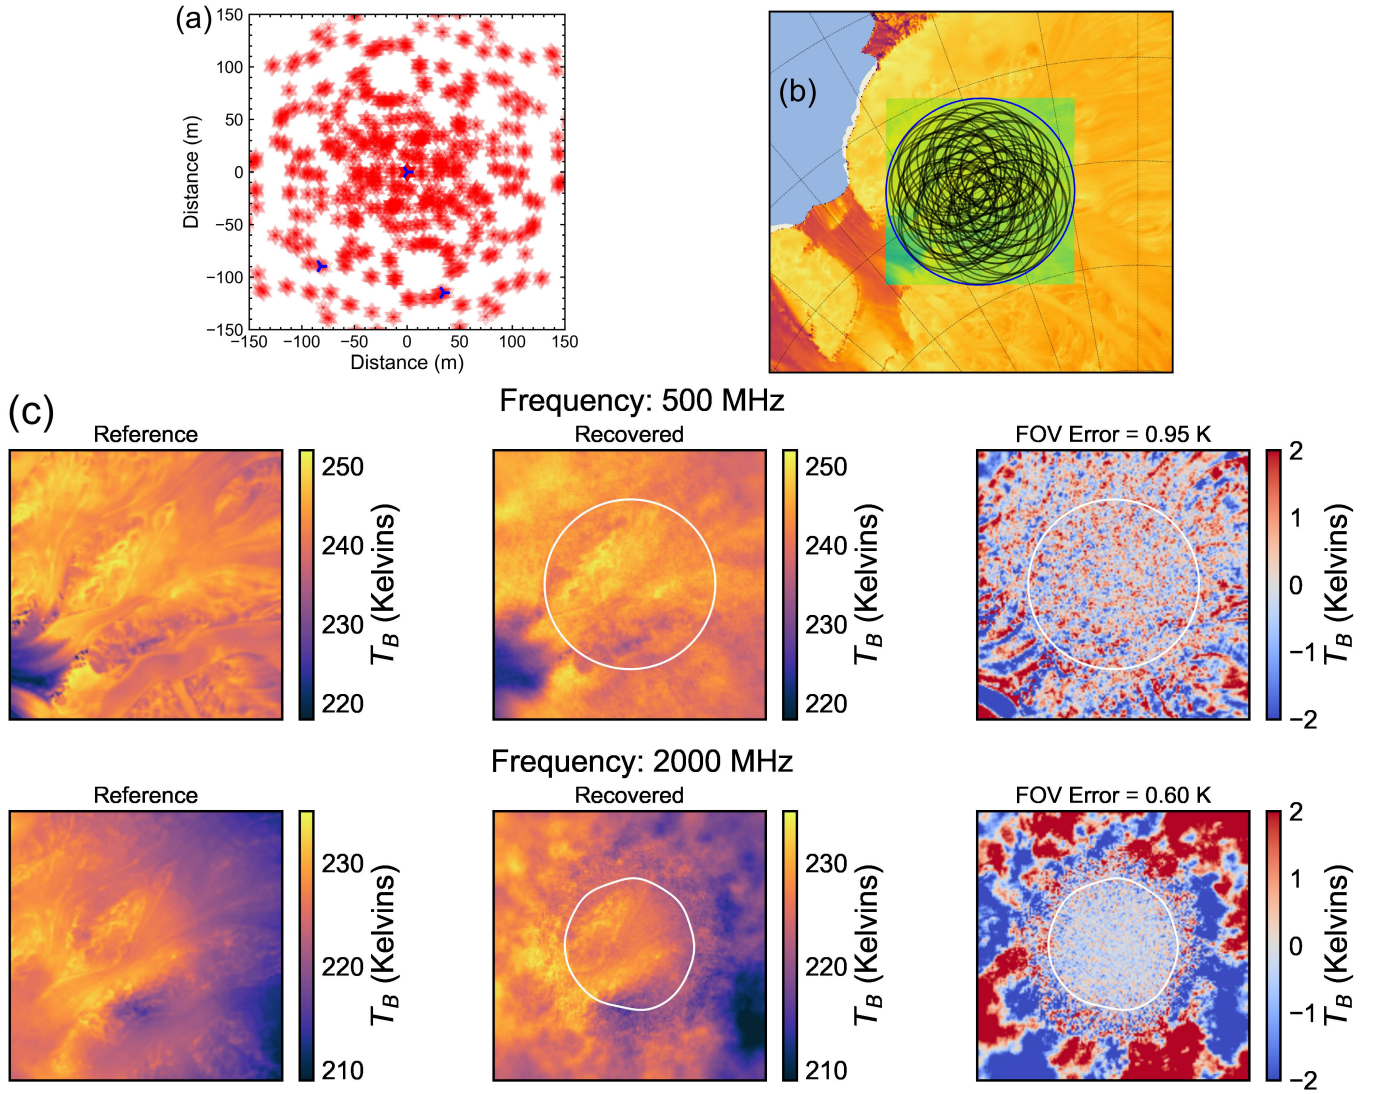 (a)
150
100
50
0
−50
−100
−150
Distance (m)
−150 −100 −50 0 50 100 150
Distance (m)
(b)
(c)
Frequency: 500 MHz
Reference
250
240
230
220
T_B (Kelvins)
Recovered
250
240
230
220
T_B (Kelvins)
FOV Error = 0.95 K
2
1
0
−1
−2
T_B (Kelvins)
Frequency: 2000 MHz
Reference
230
220
210
T_B (Kelvins)
Recovered
230
220
210
T_B (Kelvins)
FOV Error = 0.60 K
2
1
0
−1
−2
T_B (Kelvins)